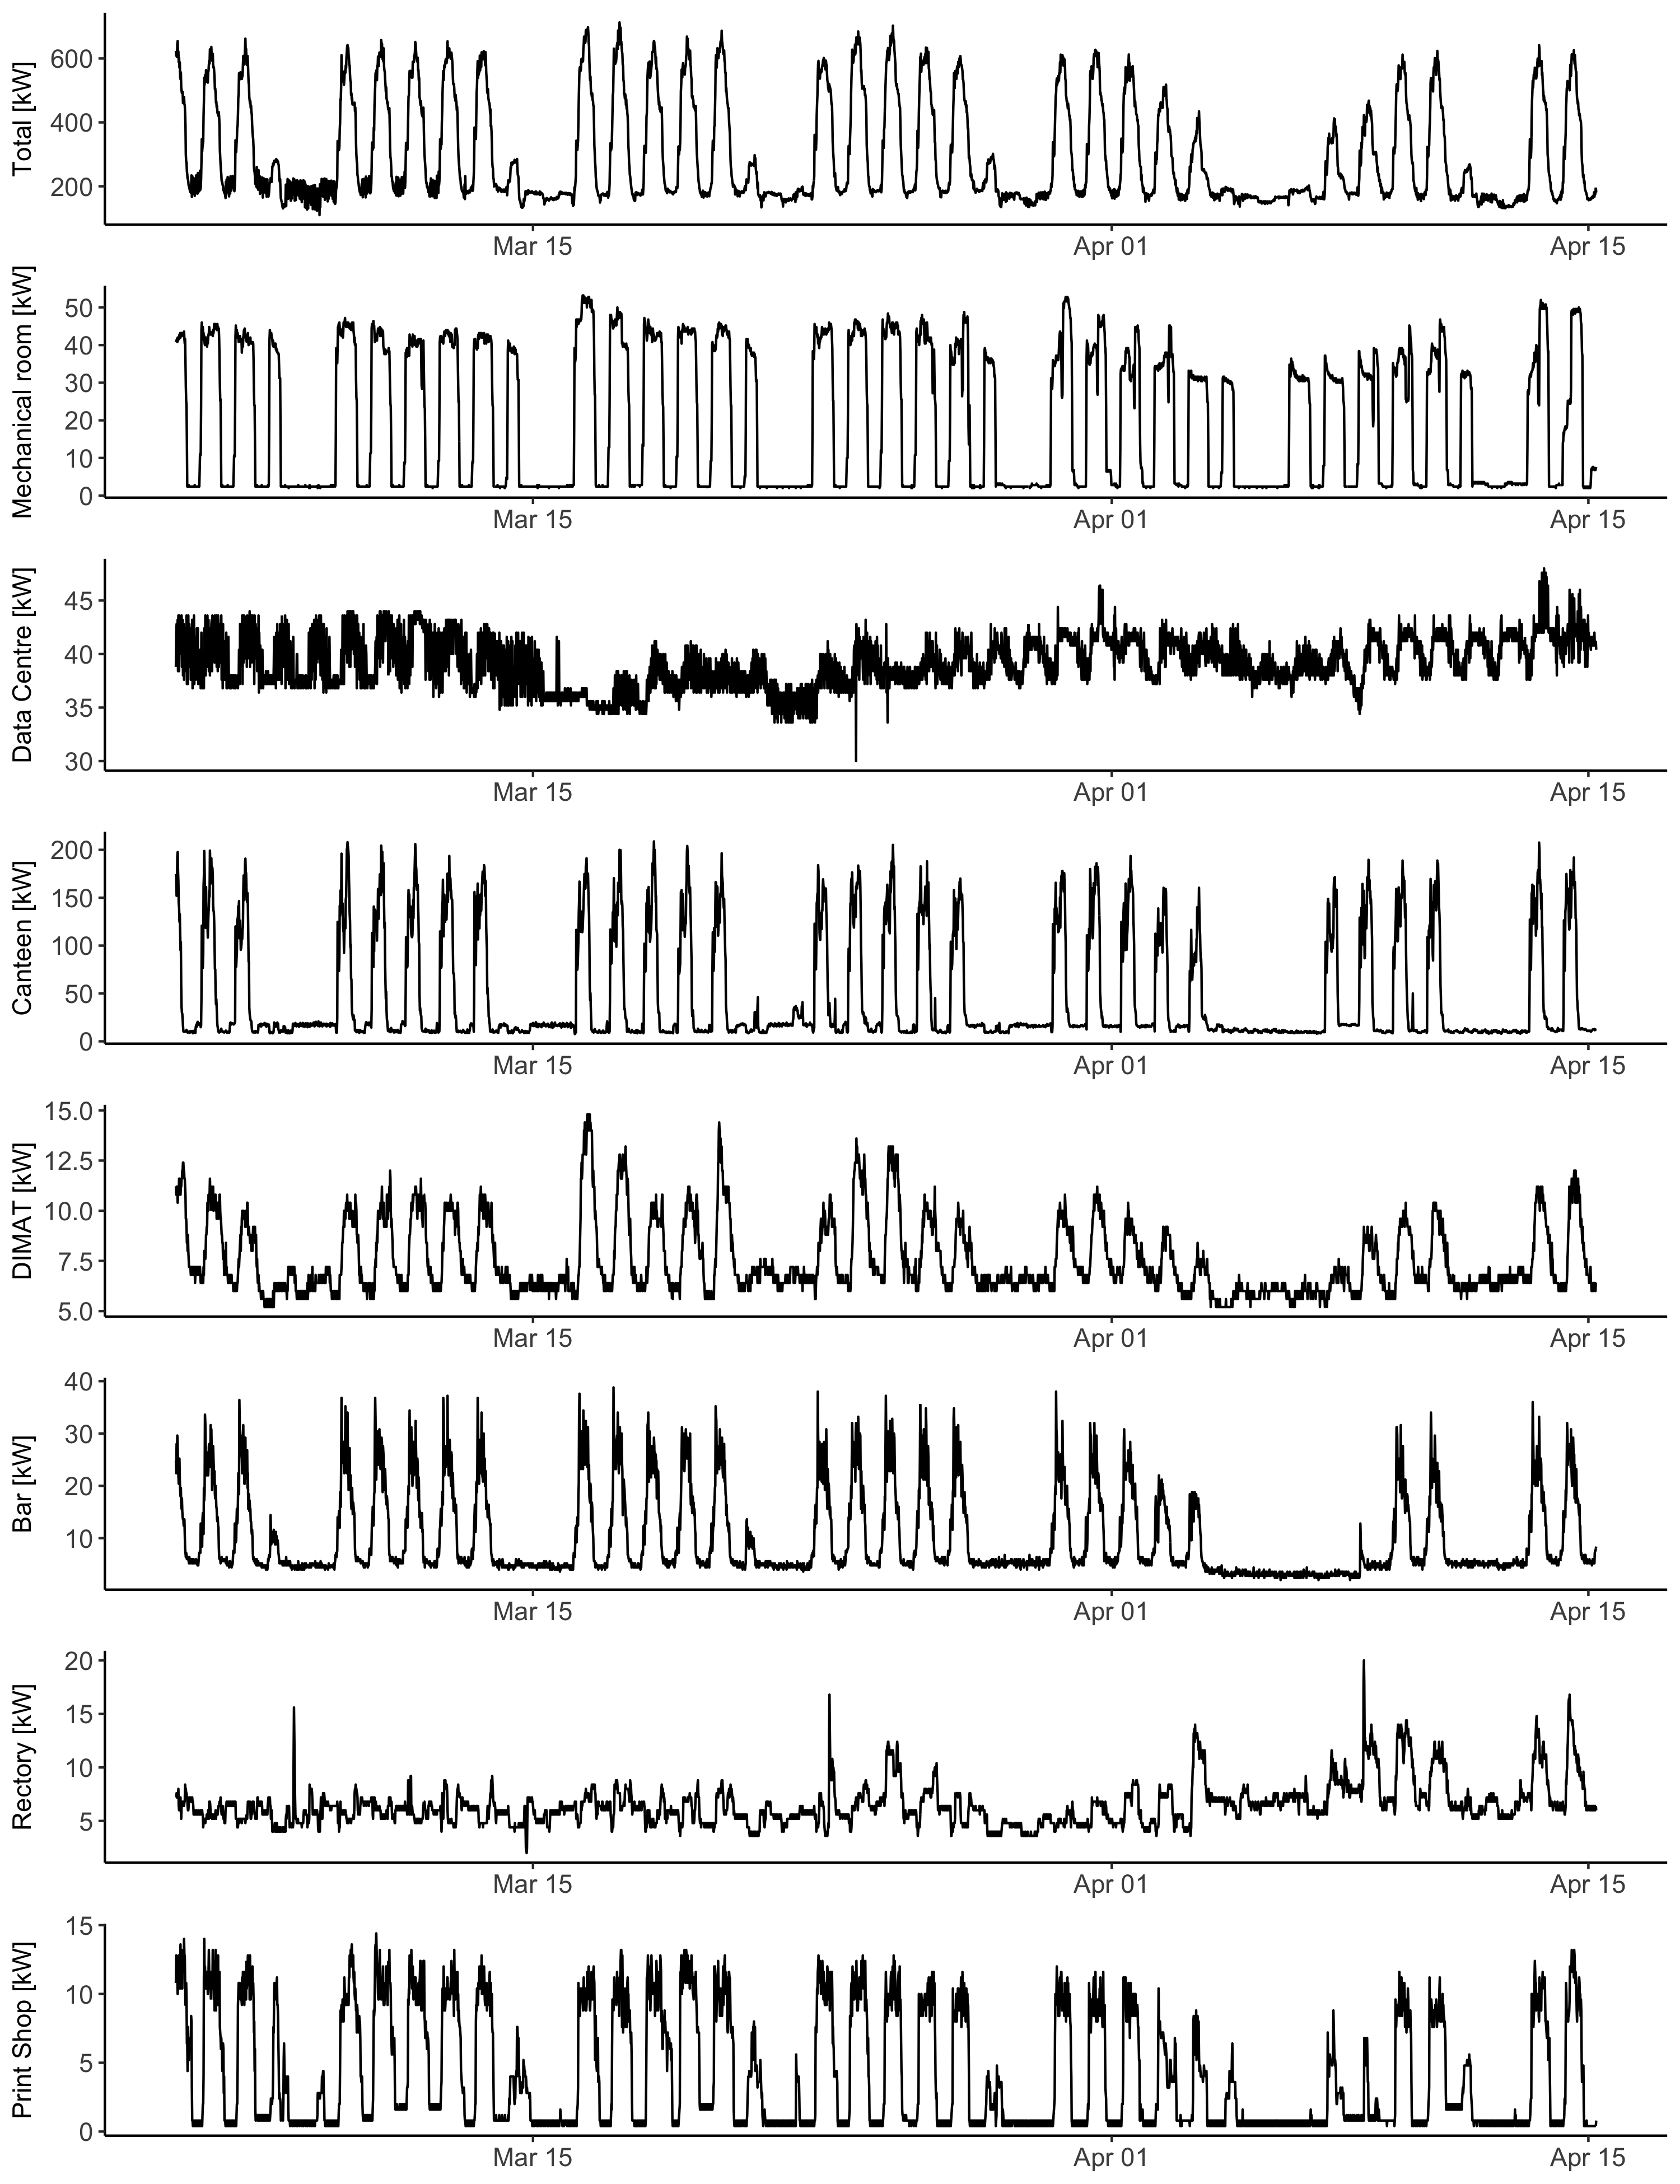 Total [kW]
600
400
200
Mar 15 Apr 01 Apr 15
Mechanical room [kW]
50
40
30
20
10
0
Mar 15 Apr 01 Apr 15
Data Centre [kW]
45
40
35
30
Mar 15 Apr 01 Apr 15
Canteen [kW]
200
150
100
50
0
Mar 15 Apr 01 Apr 15
DIMAT [kW]
15.0
12.5
10.0
7.5
5.0
Mar 15 Apr 01 Apr 15
Bar [kW]
40
30
20
10
Mar 15 Apr 01 Apr 15
Rectory [kW]
20
15
10
5
Mar 15 Apr 01 Apr 15
Print Shop [kW]
15
10
5
0
Mar 15 Apr 01 Apr 15